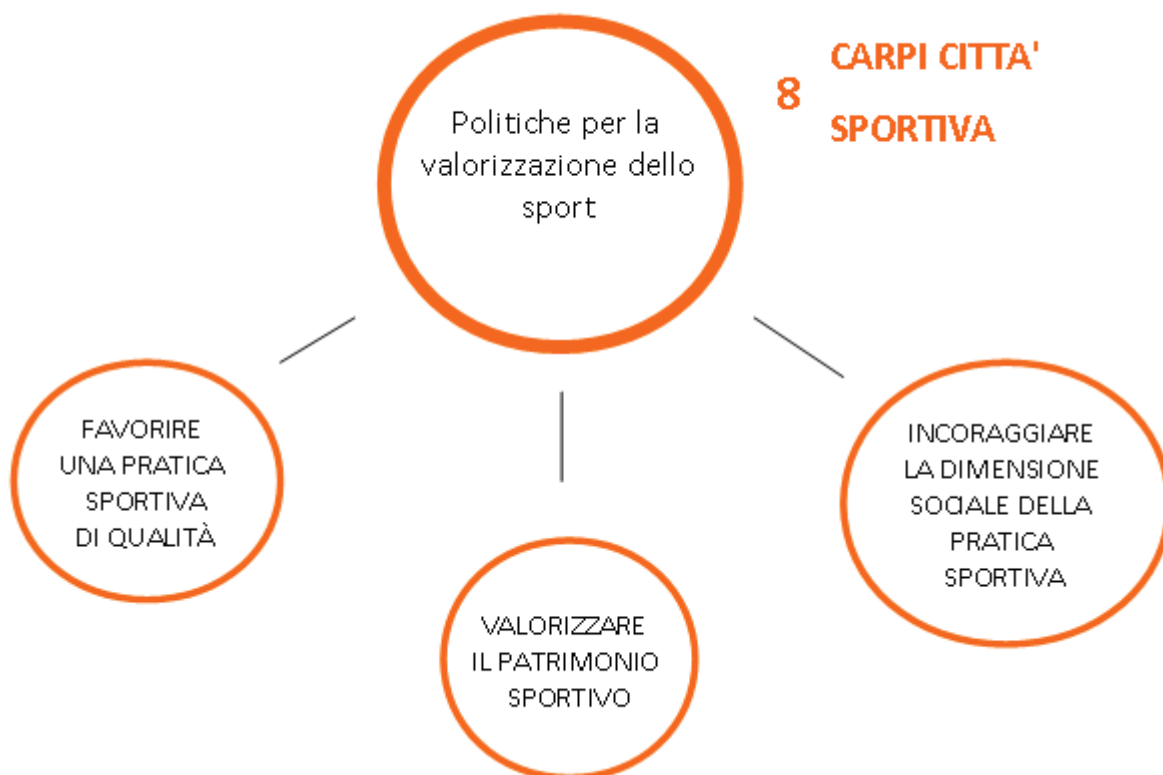 8
CARPI CITTA'
SPORTIVA
Politiche per la
valorizzazione dello
sport
FAVORIRE
UNA PRATICA
SPORTIVA
DI QUALITÀ
VALORIZZARE
IL PATRIMONIO
SPORTIVO
INCORAGGIARE
LA DIMENSIONE
SOCIALE DELLA
PRATICA
SPORTIVA